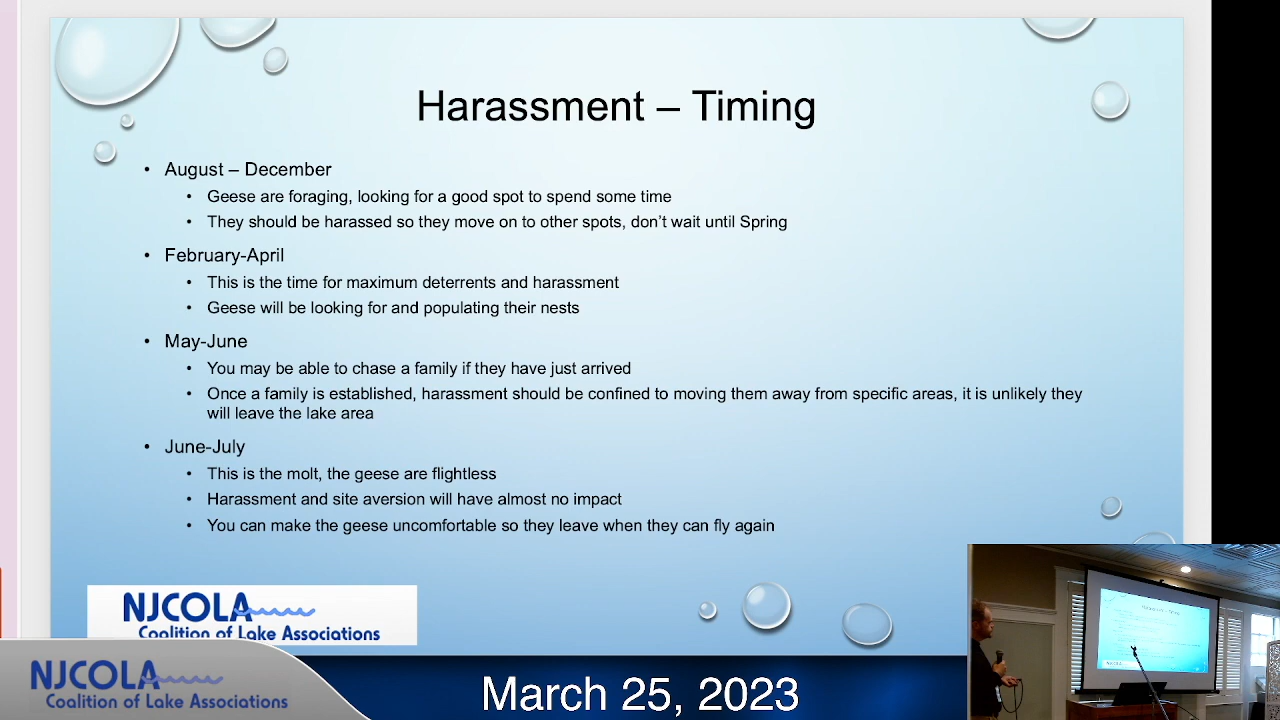 Harassment – Timing
• August – December
• Geese are foraging, looking for a good spot to spend some time
• They should be harassed so they move on to other spots, don't wait until Spring
• February-April
• This is the time for maximum deterrents and harassment
• Geese will be looking for and populating their nests
• May-June
• You may be able to chase a family if they have just arrived
• Once a family is established, harassment should be confined to moving them away from specific areas, it is unlikely they
will leave the lake area
• June-July
• This is the molt, the geese are flightless
• Harassment and site aversion will have almost no impact
• You can make the geese uncomfortable so they leave when they can fly again
NJCOLA
Coalition of Lake Associations
NJCOLA
Coalition of Lake Associations
March 25, 2023
Harassment – Timing